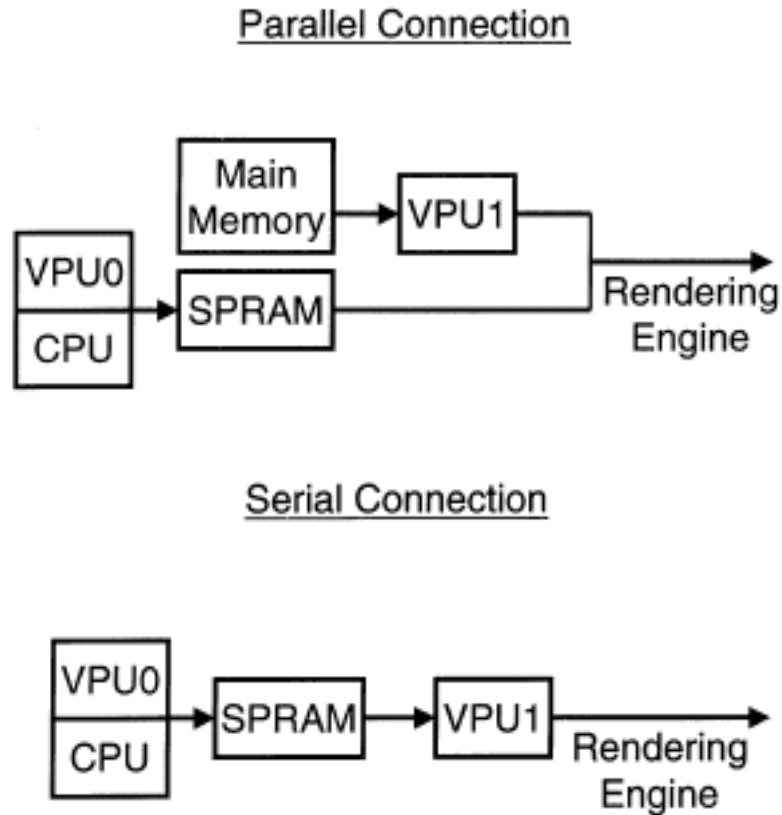 Parallel Connection
Main
Memory
VPU1
VPU0
CPU
SPRAM
Rendering
Engine
Serial Connection
VPU0
CPU
SPRAM
VPU1
Rendering
Engine